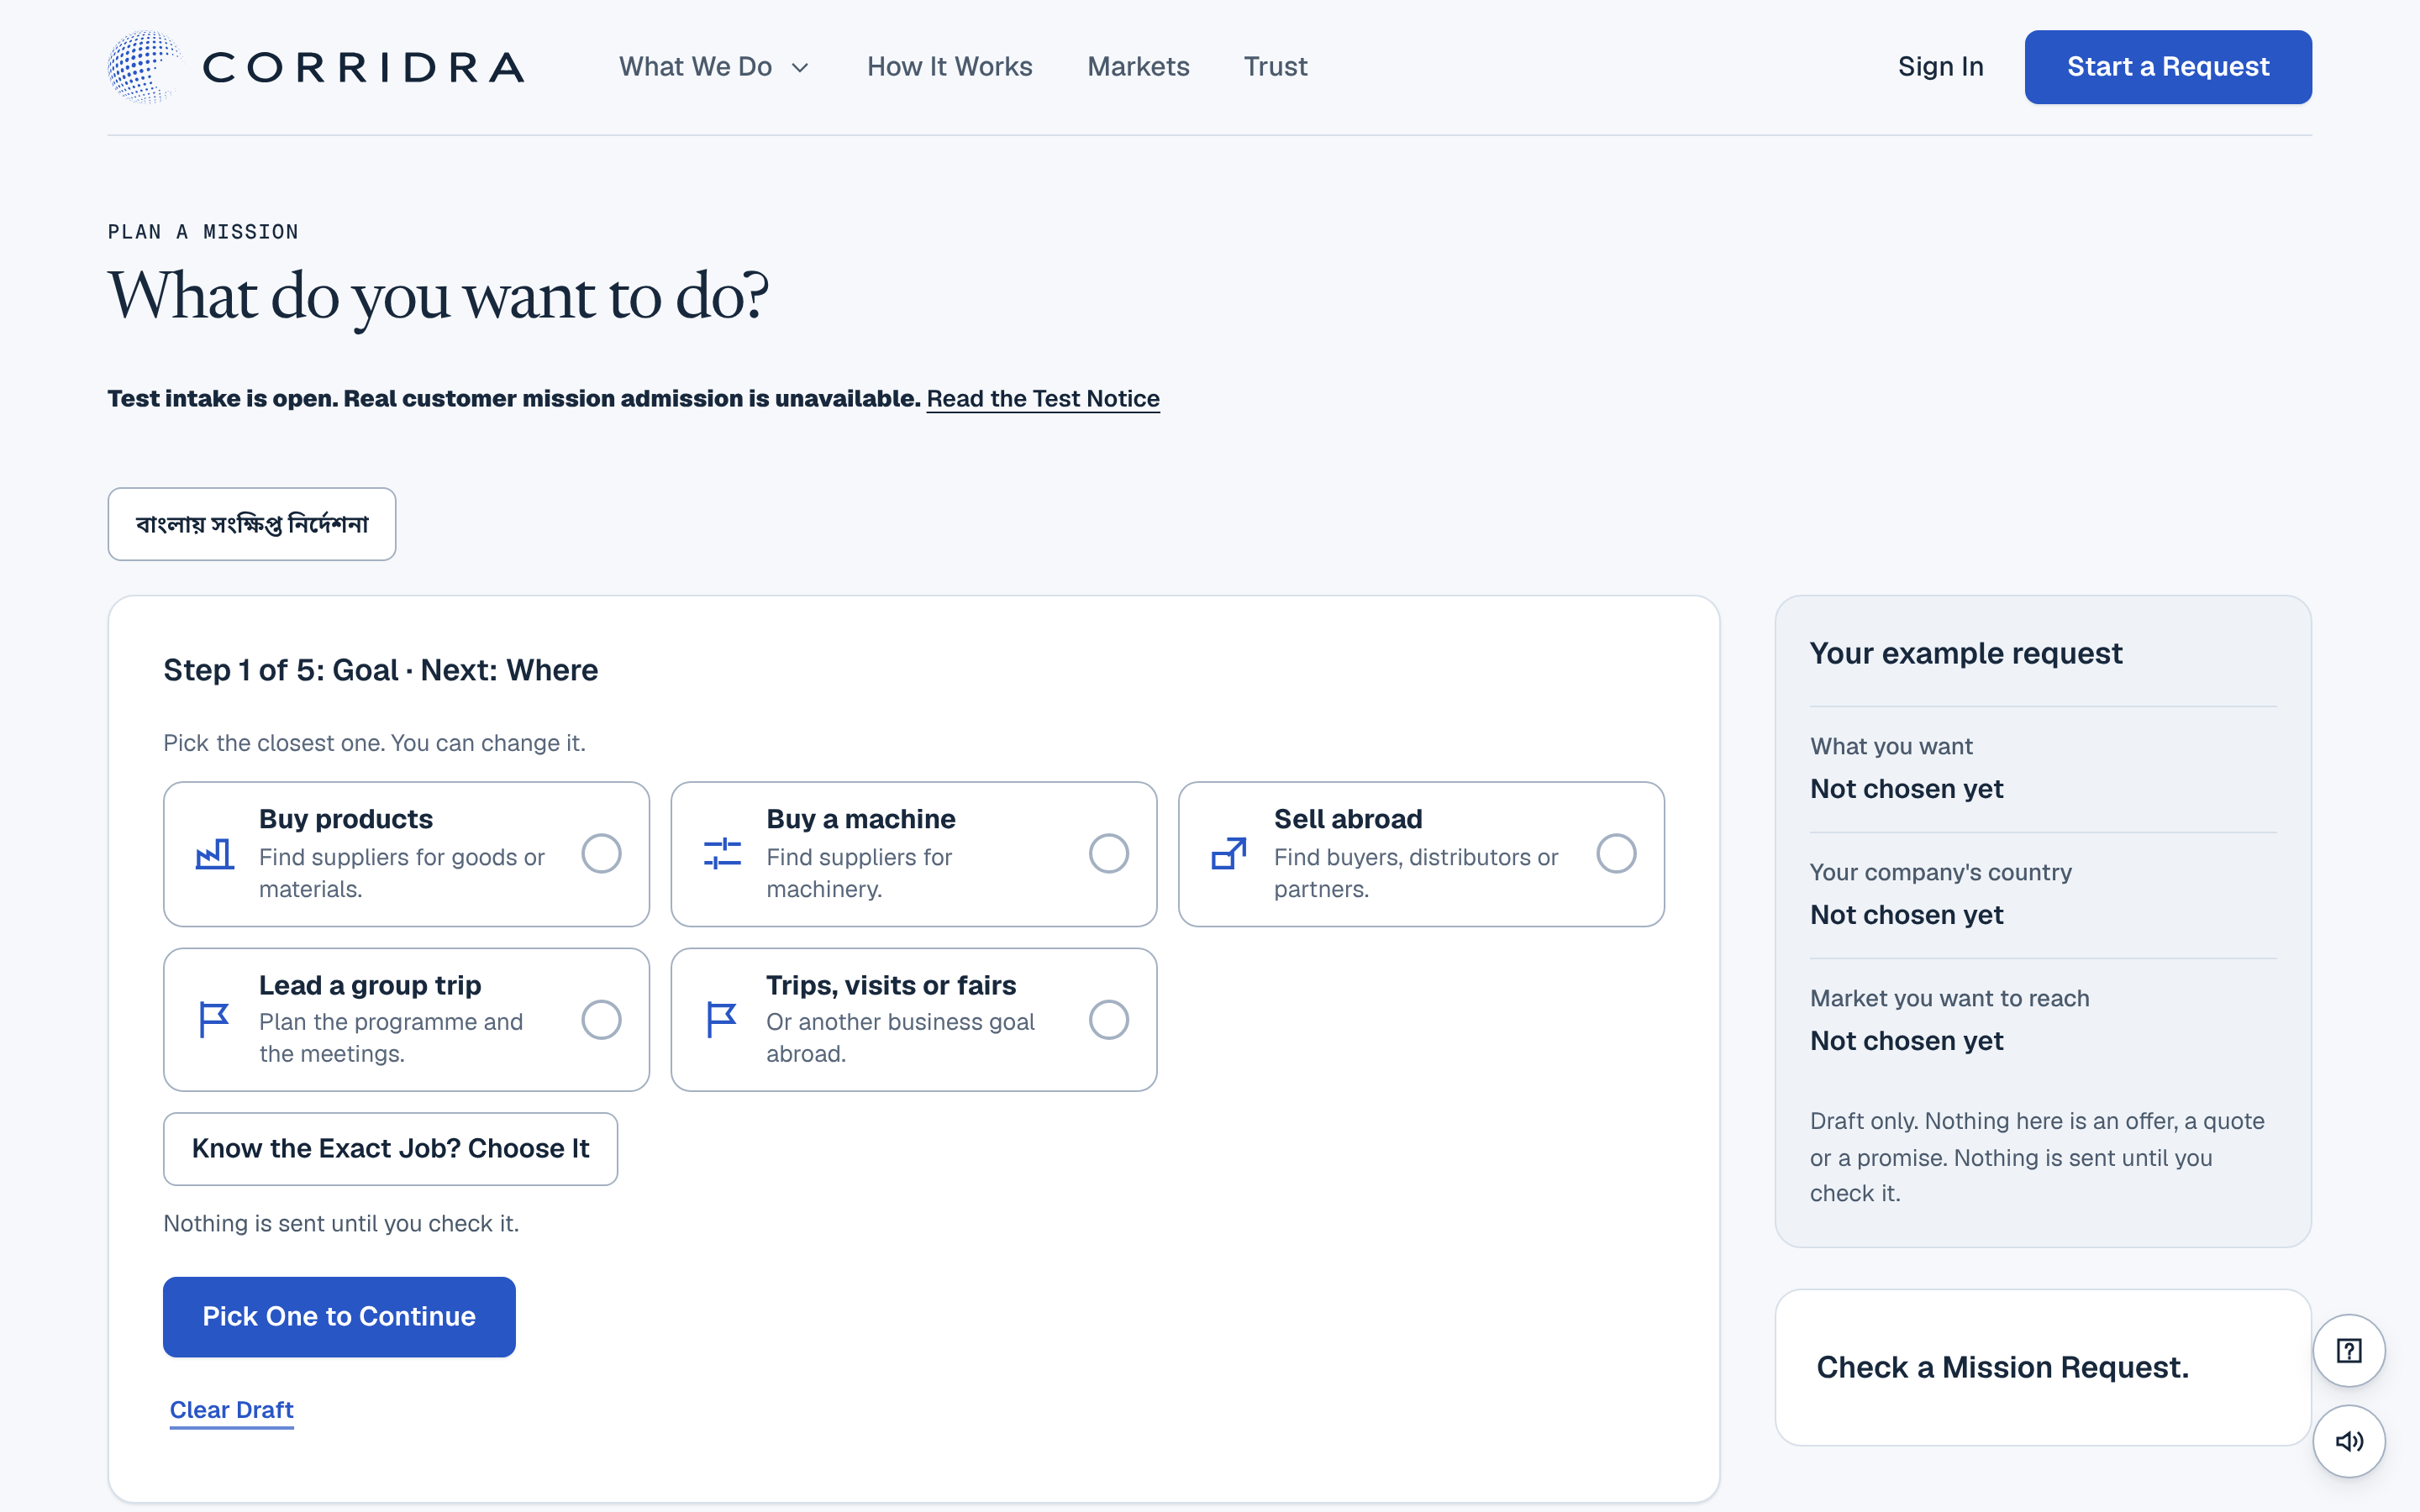 CORRIDRA
What We Do
How It Works
Markets
Trust
Sign In
Start a Request
PLAN A MISSION
What do you want to do?
Test intake is open. Real customer mission admission is unavailable. Read the Test Notice
বাংলায় সংক্ষিপ্ত নির্দেশনা
Step 1 of 5: Goal · Next: Where
Pick the closest one. You can change it.
Buy products
Find suppliers for goods or
materials.
Buy a machine
Find suppliers for
machinery.
Sell abroad
Find buyers, distributors or
partners.
Lead a group trip
Plan the programme and
the meetings.
Trips, visits or fairs
Or another business goal
abroad.
Know the Exact Job? Choose It
Nothing is sent until you check it.
Pick One to Continue
Clear Draft
Your example request
What you want
Not chosen yet
Your company's country
Not chosen yet
Market you want to reach
Not chosen yet
Draft only. Nothing here is an offer, a quote
or a promise. Nothing is sent until you
check it.
Check a Mission Request.